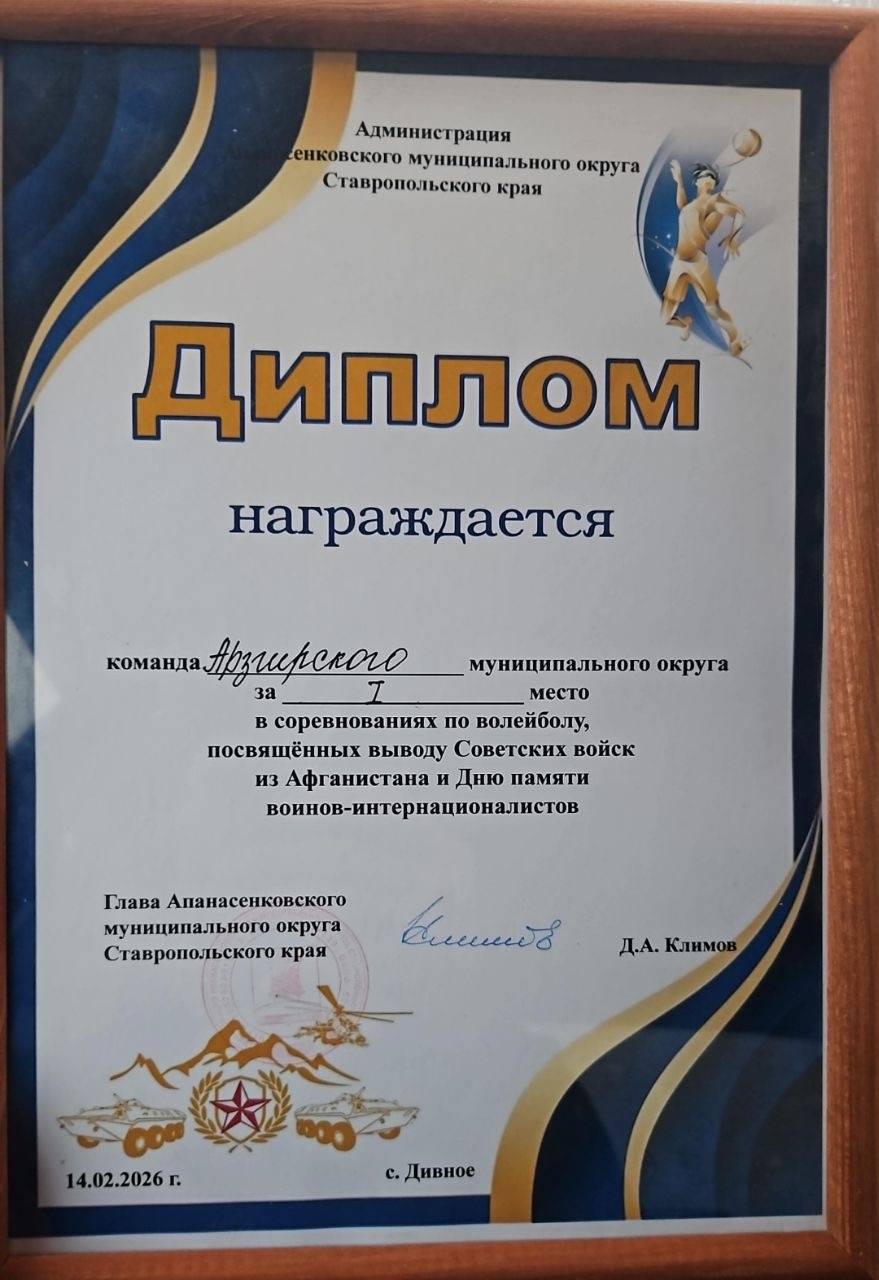 Администрация
Апанасенковского муниципального округа
Ставропольского края
Диплом
награждается
команда Арзгирского муниципального округа
за I место
в соревнованиях по волейболу,
посвящённых выводу Советских войск
из Афганистана и Дню памяти
воинов-интернационалистов
Глава Апанасенковского
муниципального округа
Ставропольского края
Д.А. Климов
14.02.2026 г.
с. Дивное